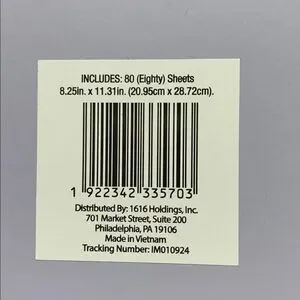 INCLUDES: 80 (Eighty) Sheets
8.25in. x 11.31in. (20.95cm x 28.72cm).
1 922342 335703
Distributed By: 1616 Holdings, Inc.
701 Market Street, Suite 200
Philadelphia, PA 19106
Made in Vietnam
Tracking Number: IM010924